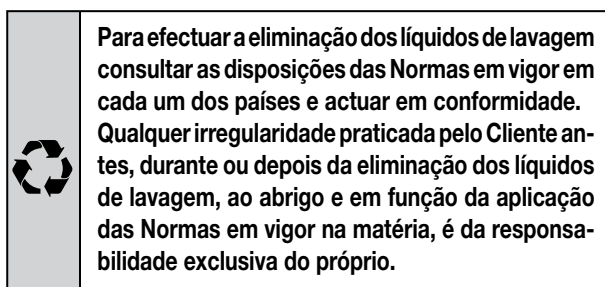 Para efectuar a eliminação dos líquidos de lavagem
consultar as disposições das Normas em vigor em
cada um dos países e actuar em conformidade.
Qualquer irregularidade praticada pelo Cliente an-
tes, durante ou depois da eliminação dos líquidos
de lavagem, ao abrigo e em função da aplicação
das Normas em vigor na matéria, é da responsa-
bilidade exclusiva do próprio.